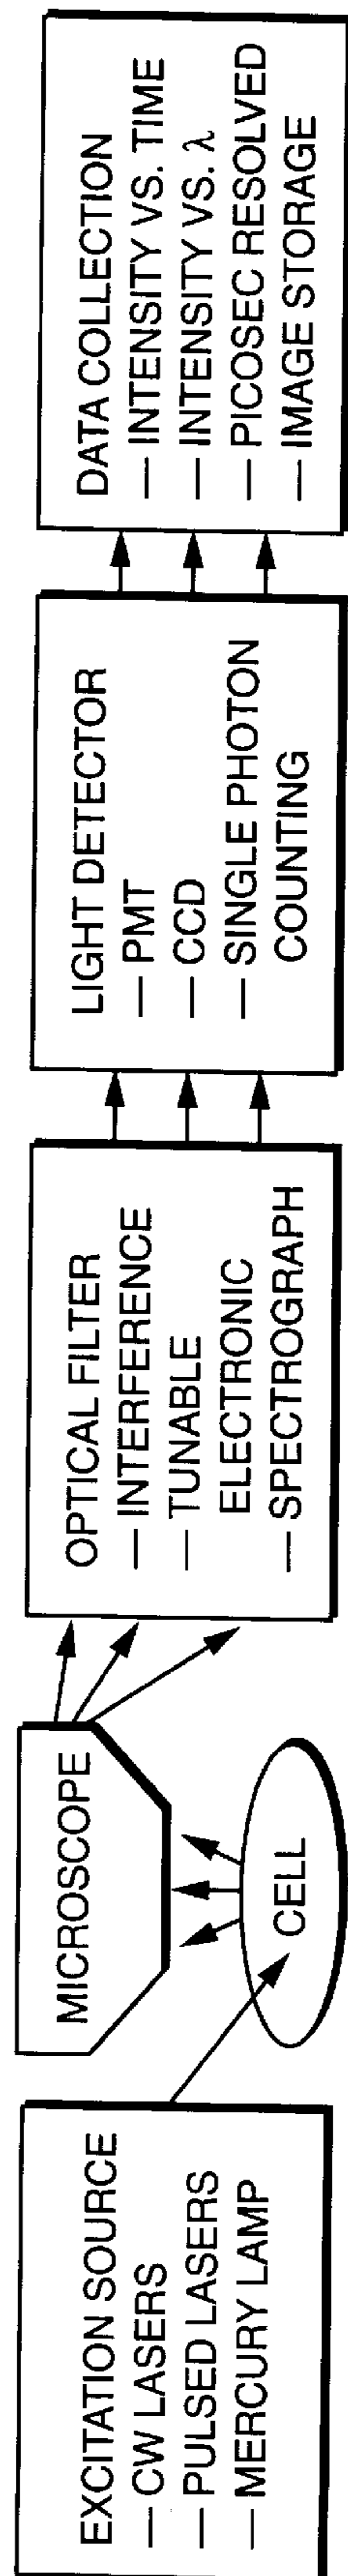 EXCITATION SOURCE
— CW LASERS
— PULSED LASERS
— MERCURY LAMP
MICROSCOPE
CELL
OPTICAL FILTER
— INTERFERENCE
— TUNABLE
ELECTRONIC
— SPECTROGRAPH
LIGHT DETECTOR
— PMT
— CCD
— SINGLE PHOTON
COUNTING
DATA COLLECTION
— INTENSITY VS. TIME
— INTENSITY VS. λ
— PICOSEC RESOLVED
— IMAGE STORAGE